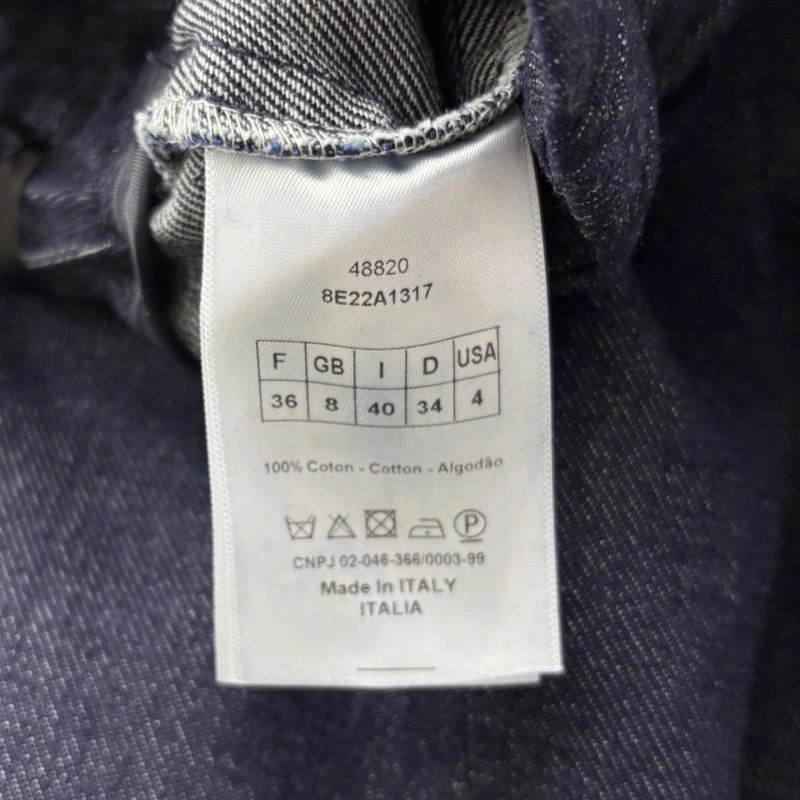 48820
8E22A1317
F GB I D USA
36 8 40 34 4
100% Coton - Cotton - Algodão
P
CNPJ 02-046-366/0003-99
Made In ITALY
ITALIA